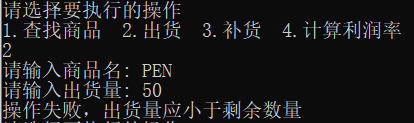 请选择要执行的操作
1.查找商品  2.出货  3.补货  4.计算利润率
2
请输入商品名: PEN
请输入出货量: 50
操作失败，出货量应小于剩余数量